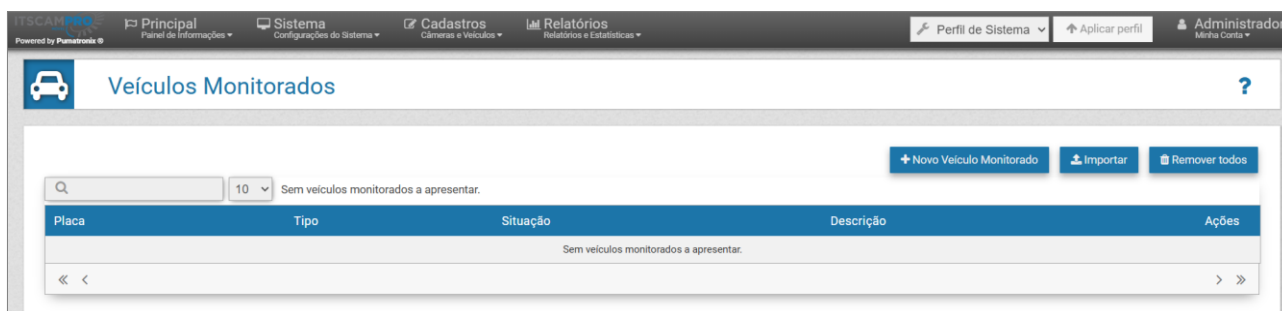 ITSCAMPRO
Powered by Pumatronix ®
Principal
Painel de Informações
Sistema
Configurações do Sistema
Cadastros
Câmeras e Veículos
Relatórios
Relatórios e Estatísticas
Perfil de Sistema
Aplicar perfil
Administrador
Minha Conta
Veículos Monitorados
?
+ Novo Veículo Monitorado Importar Remover todos
10 Sem veículos monitorados a apresentar.
Placa Tipo Situação Descrição Ações
Sem veículos monitorados a apresentar.
« ‹ › »